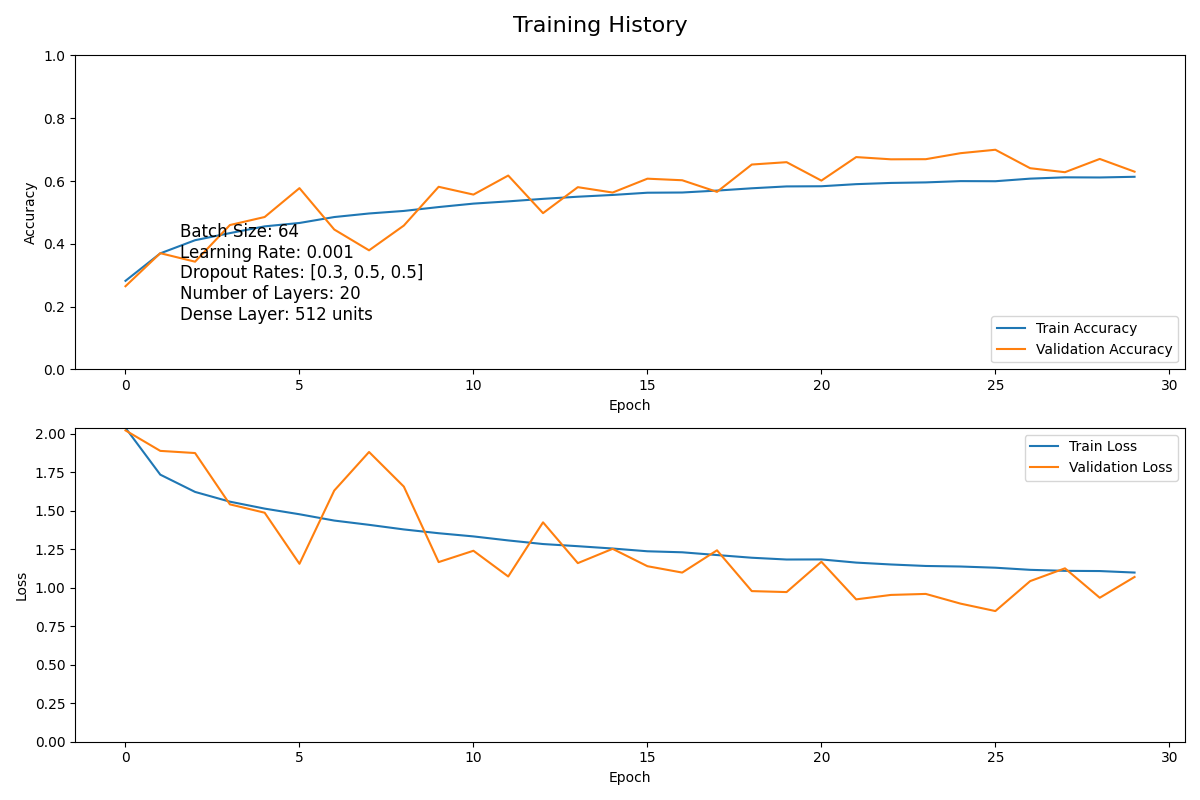 Training History
1.0
0.8
0.6
0.4
0.2
0.0
Accuracy
Batch Size: 64
Learning Rate: 0.001
Dropout Rates: [0.3, 0.5, 0.5]
Number of Layers: 20
Dense Layer: 512 units
Train Accuracy
Validation Accuracy
0 5 10 15 20 25 30
Epoch
2.00
1.75
1.50
1.25
1.00
0.75
0.50
0.25
0.00
Loss
Train Loss
Validation Loss
0 5 10 15 20 25 30
Epoch